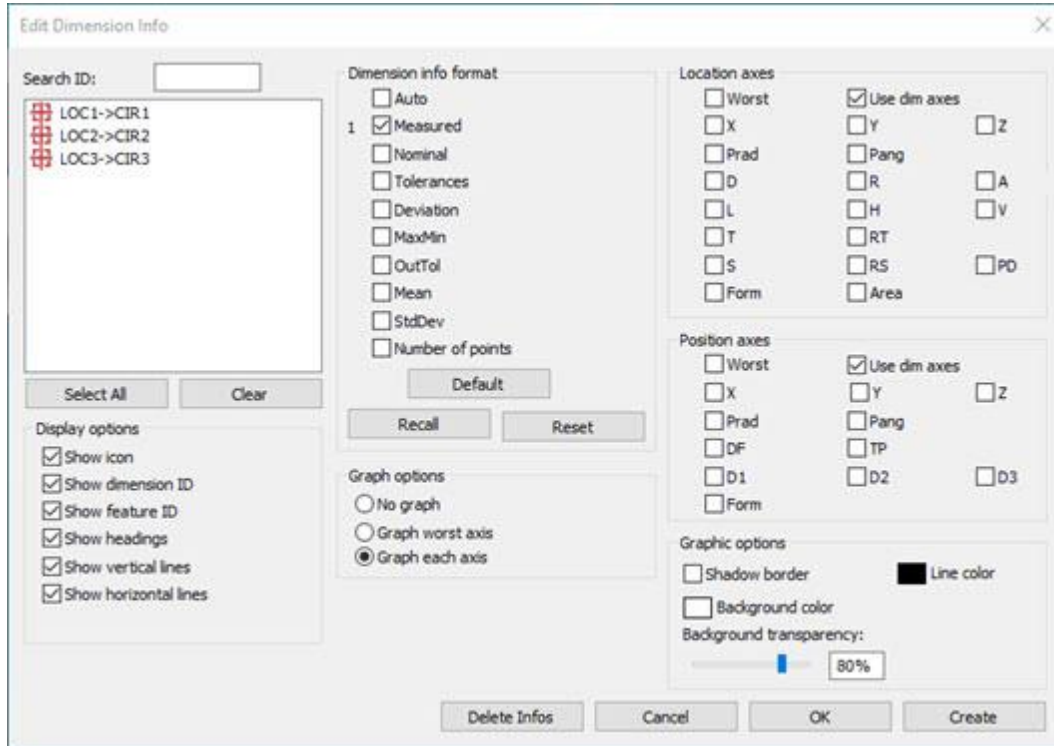 Edit Dimension Info
Search ID:
LOC1->CIR1
LOC2->CIR2
LOC3->CIR3
Select All Clear
Display options
Show icon
Show dimension ID
Show feature ID
Show headings
Show vertical lines
Show horizontal lines
Dimension info format
Auto
1 Measured
Nominal
Tolerances
Deviation
MaxMin
OutTol
Mean
StdDev
Number of points
Default
Recall Reset
Graph options
No graph
Graph worst axis
Graph each axis
Location axes
Worst Use dim axes
X Y Z
Prad Pang
D R A
L H V
T RT
S RS PD
Form Area
Position axes
Worst Use dim axes
X Y Z
Prad Pang
DF TP
D1 D2 D3
Form
Graphic options
Shadow border Line color
Background color
Background transparency:
80%
Delete Infos Cancel OK Create